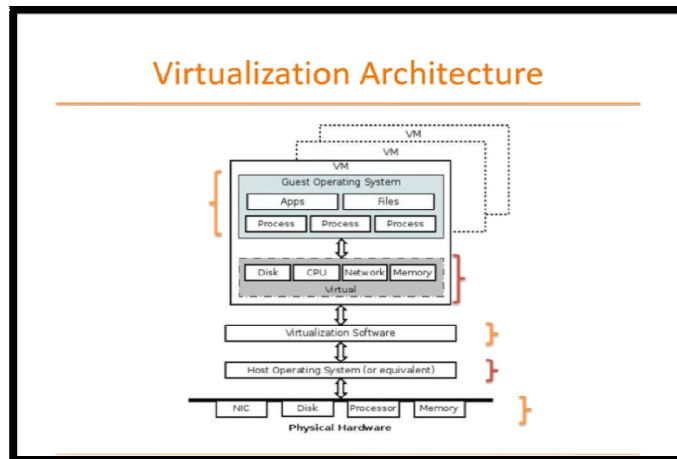 Virtualization Architecture
VM
VM
VM
Guest Operating System
Apps Files
Process Process Process
Disk CPU Network Memory
Virtual
Virtualization Software
Host Operating System (or equivalent)
NIC Disk Processor Memory
Physical Hardware